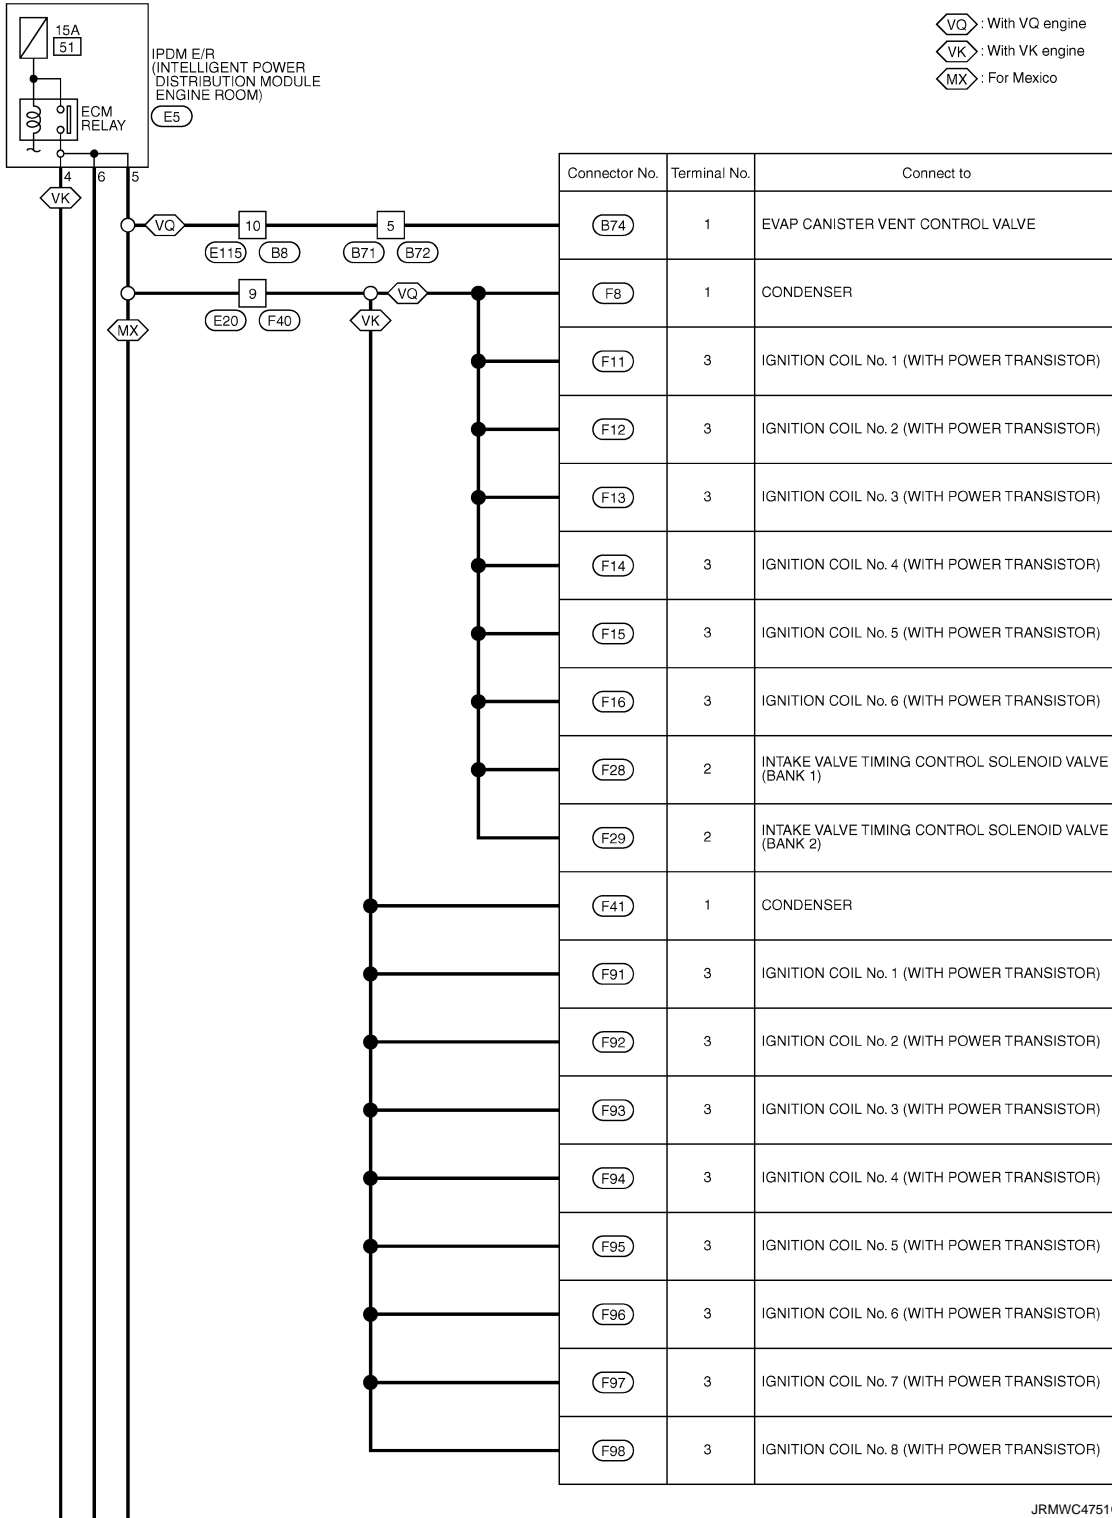 15A
51
IPDM E/R
(INTELLIGENT POWER
DISTRIBUTION MODULE
ENGINE ROOM)
E5
ECM
RELAY
4
6
5
VQ : With VQ engine
VK : With VK engine
MX : For Mexico
VK
VQ
10
5
E115
B8
B71
B72
9
VQ
E20
F40
VK
MX
Connector No. Terminal No. Connect to
B74 1 EVAP CANISTER VENT CONTROL VALVE
F8 1 CONDENSER
F11 3 IGNITION COIL No. 1 (WITH POWER TRANSISTOR)
F12 3 IGNITION COIL No. 2 (WITH POWER TRANSISTOR)
F13 3 IGNITION COIL No. 3 (WITH POWER TRANSISTOR)
F14 3 IGNITION COIL No. 4 (WITH POWER TRANSISTOR)
F15 3 IGNITION COIL No. 5 (WITH POWER TRANSISTOR)
F16 3 IGNITION COIL No. 6 (WITH POWER TRANSISTOR)
F28 2 INTAKE VALVE TIMING CONTROL SOLENOID VALVE
(BANK 1)
F29 2 INTAKE VALVE TIMING CONTROL SOLENOID VALVE
(BANK 2)
F41 1 CONDENSER
F91 3 IGNITION COIL No. 1 (WITH POWER TRANSISTOR)
F92 3 IGNITION COIL No. 2 (WITH POWER TRANSISTOR)
F93 3 IGNITION COIL No. 3 (WITH POWER TRANSISTOR)
F94 3 IGNITION COIL No. 4 (WITH POWER TRANSISTOR)
F95 3 IGNITION COIL No. 5 (WITH POWER TRANSISTOR)
F96 3 IGNITION COIL No. 6 (WITH POWER TRANSISTOR)
F97 3 IGNITION COIL No. 7 (WITH POWER TRANSISTOR)
F98 3 IGNITION COIL No. 8 (WITH POWER TRANSISTOR)